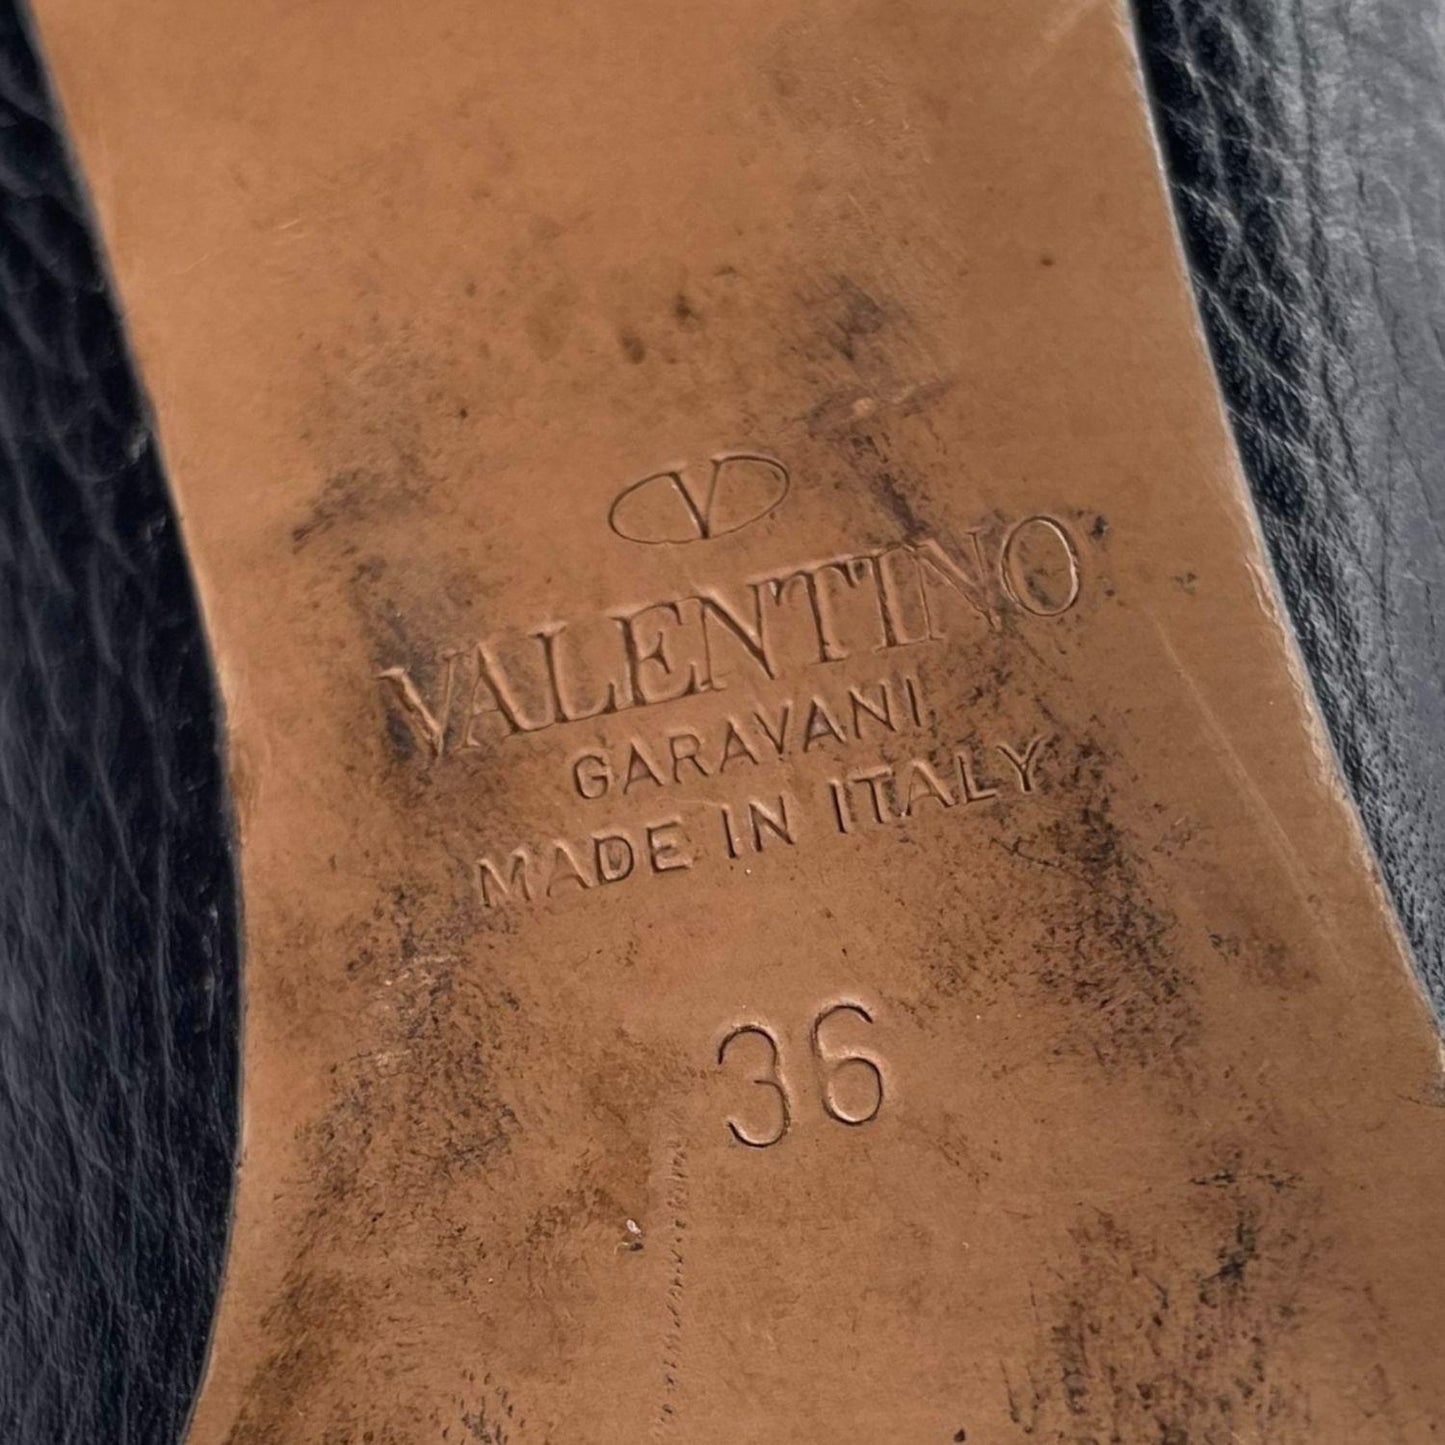 V
VALENTINO
GARAVANI
MADE IN ITALY
36